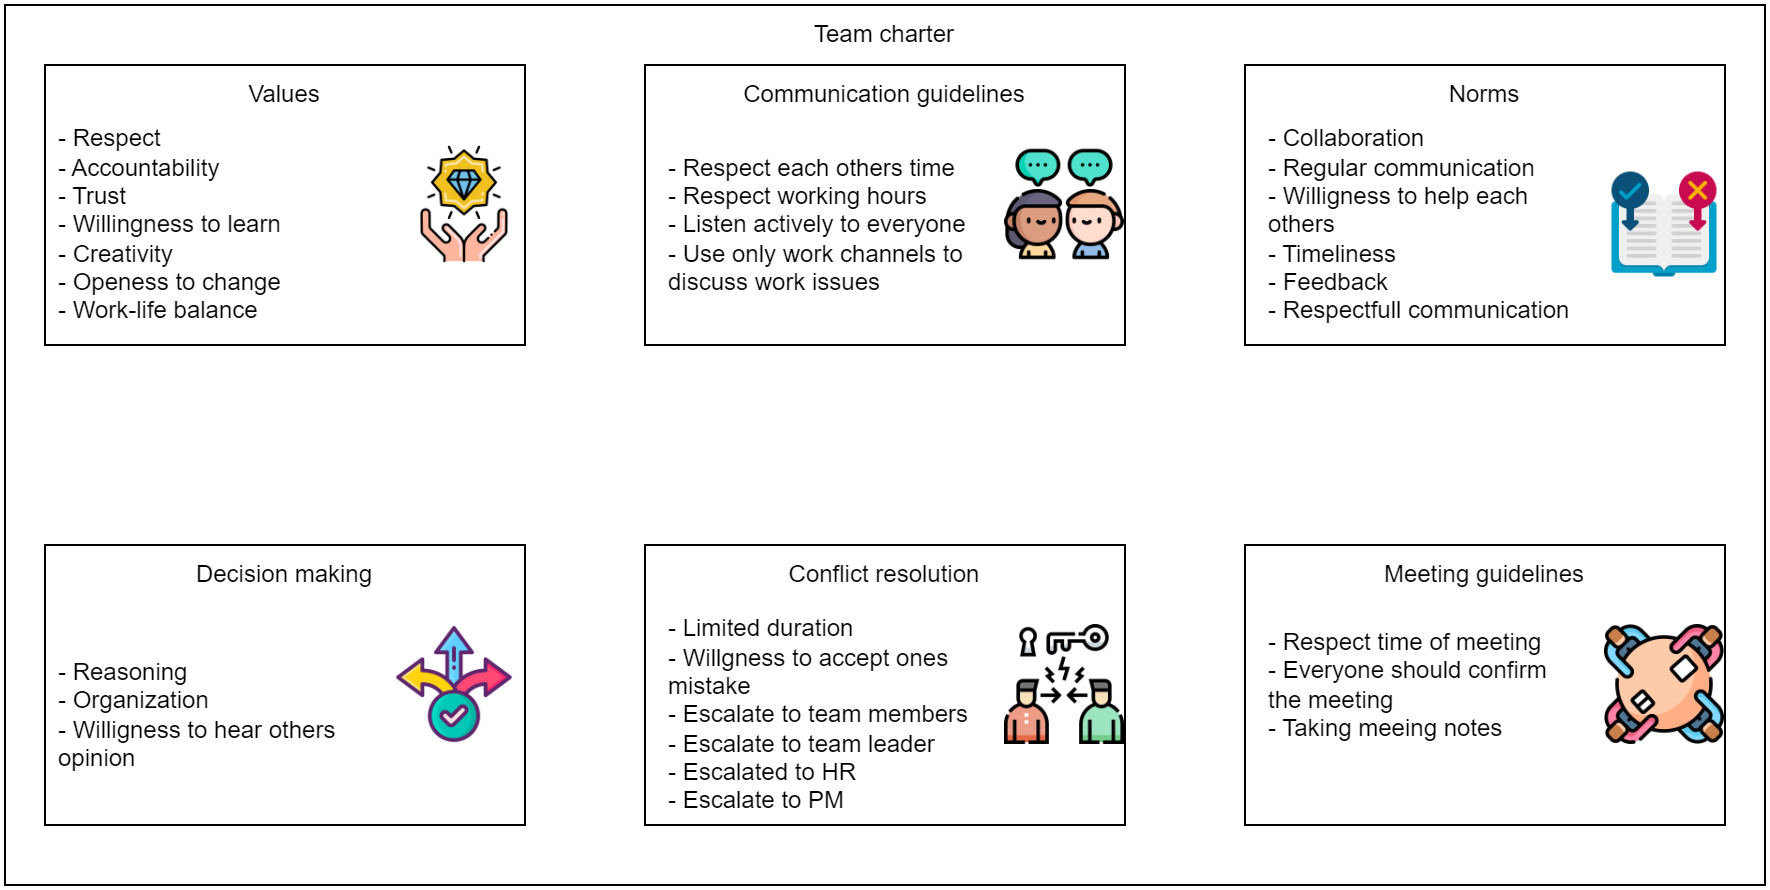 Team charter
Values
- Respect
- Accountability
- Trust
- Willingness to learn
- Creativity
- Openess to change
- Work-life balance
Communication guidelines
- Respect each others time
- Respect working hours
- Listen actively to everyone
- Use only work channels to
discuss work issues
Norms
- Collaboration
- Regular communication
- Willigness to help each
others
- Timeliness
- Feedback
- Respectfull communication
Decision making
- Reasoning
- Organization
- Willigness to hear others
opinion
Conflict resolution
- Limited duration
- Willgness to accept ones
mistake
- Escalate to team members
- Escalate to team leader
- Escalated to HR
- Escalate to PM
Meeting guidelines
- Respect time of meeting
- Everyone should confirm
the meeting
- Taking meeing notes